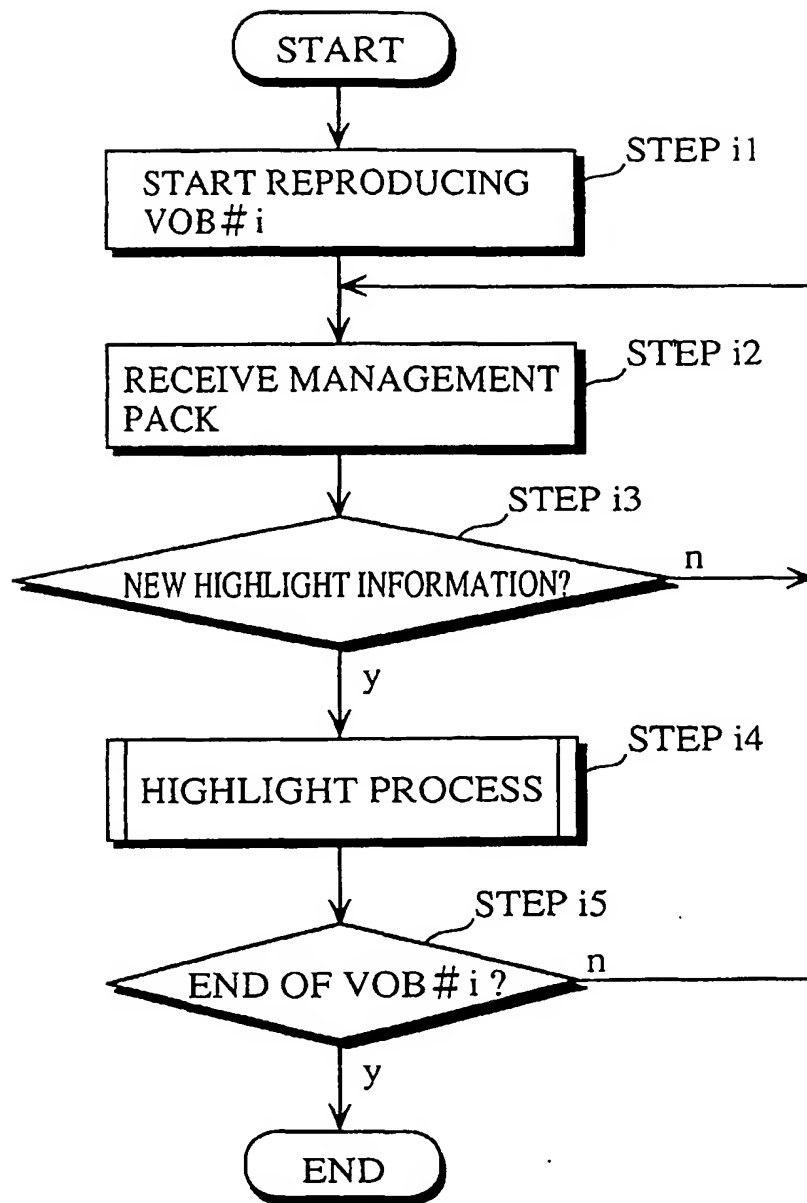 START
STEP i1
START REPRODUCING
VOB# i
STEP i2
RECEIVE MANAGEMENT
PACK
STEP i3
NEW HIGHLIGHT INFORMATION?
n
y
STEP i4
HIGHLIGHT PROCESS
STEP i5
END OF VOB# i ?
n
y
END